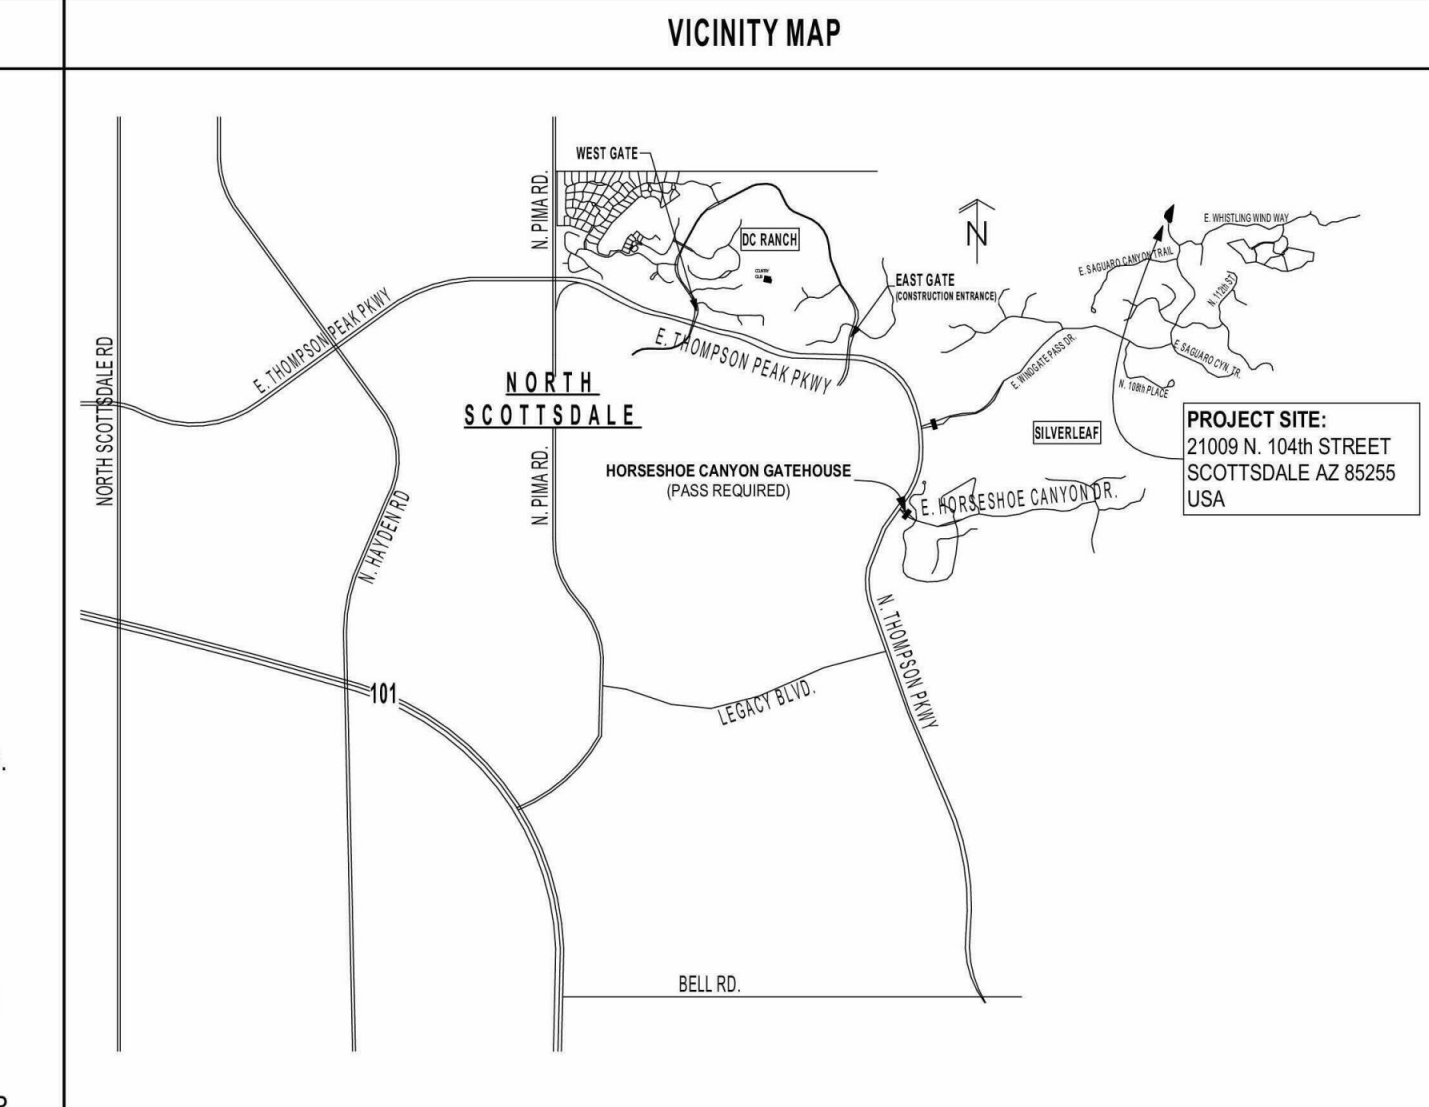 VICINITY MAP
WEST GATE
N. PIMA RD.
DC RANCH
COUNTRY
CLUB
N
EAST GATE
(CONSTRUCTION ENTRANCE)
E. WHISTLING WIND WAY
E. SAGUARO CANYON TRAIL
N. 112th ST.
E. THOMPSON PEAK PKWY
E. THOMPSON PEAK PKWY
E. WINDGATE PASS DR.
E. SAGUARO CYN. TR.
N. 108th PLACE
NORTH SCOTTSDALE RD
NORTH
SCOTTSDALE
SILVERLEAF
PROJECT SITE:
21009 N. 104th STREET
SCOTTSDALE AZ 85255
USA
N. PIMA RD.
HORSESHOE CANYON GATEHOUSE
(PASS REQUIRED)
E. HORSESHOE CANYON DR.
N. HAYDEN RD
N. THOMPSON PKWY
101
LEGACY BLVD.
BELL RD.